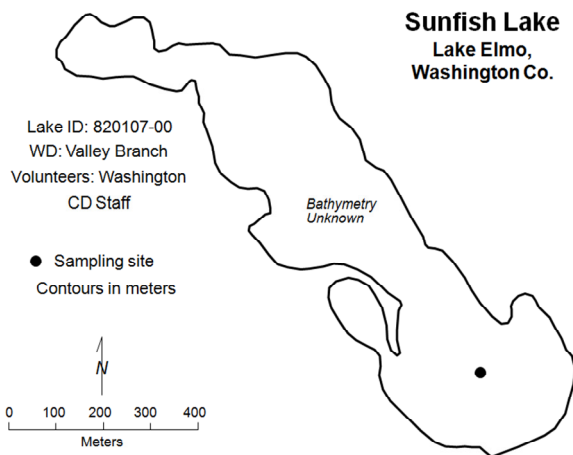 Sunfish Lake
Lake Elmo,
Washington Co.
Lake ID: 820107-00
WD: Valley Branch
Volunteers: Washington
CD Staff
Bathymetry
Unknown
Sampling site
Contours in meters
N
0 100 200 300 400
Meters